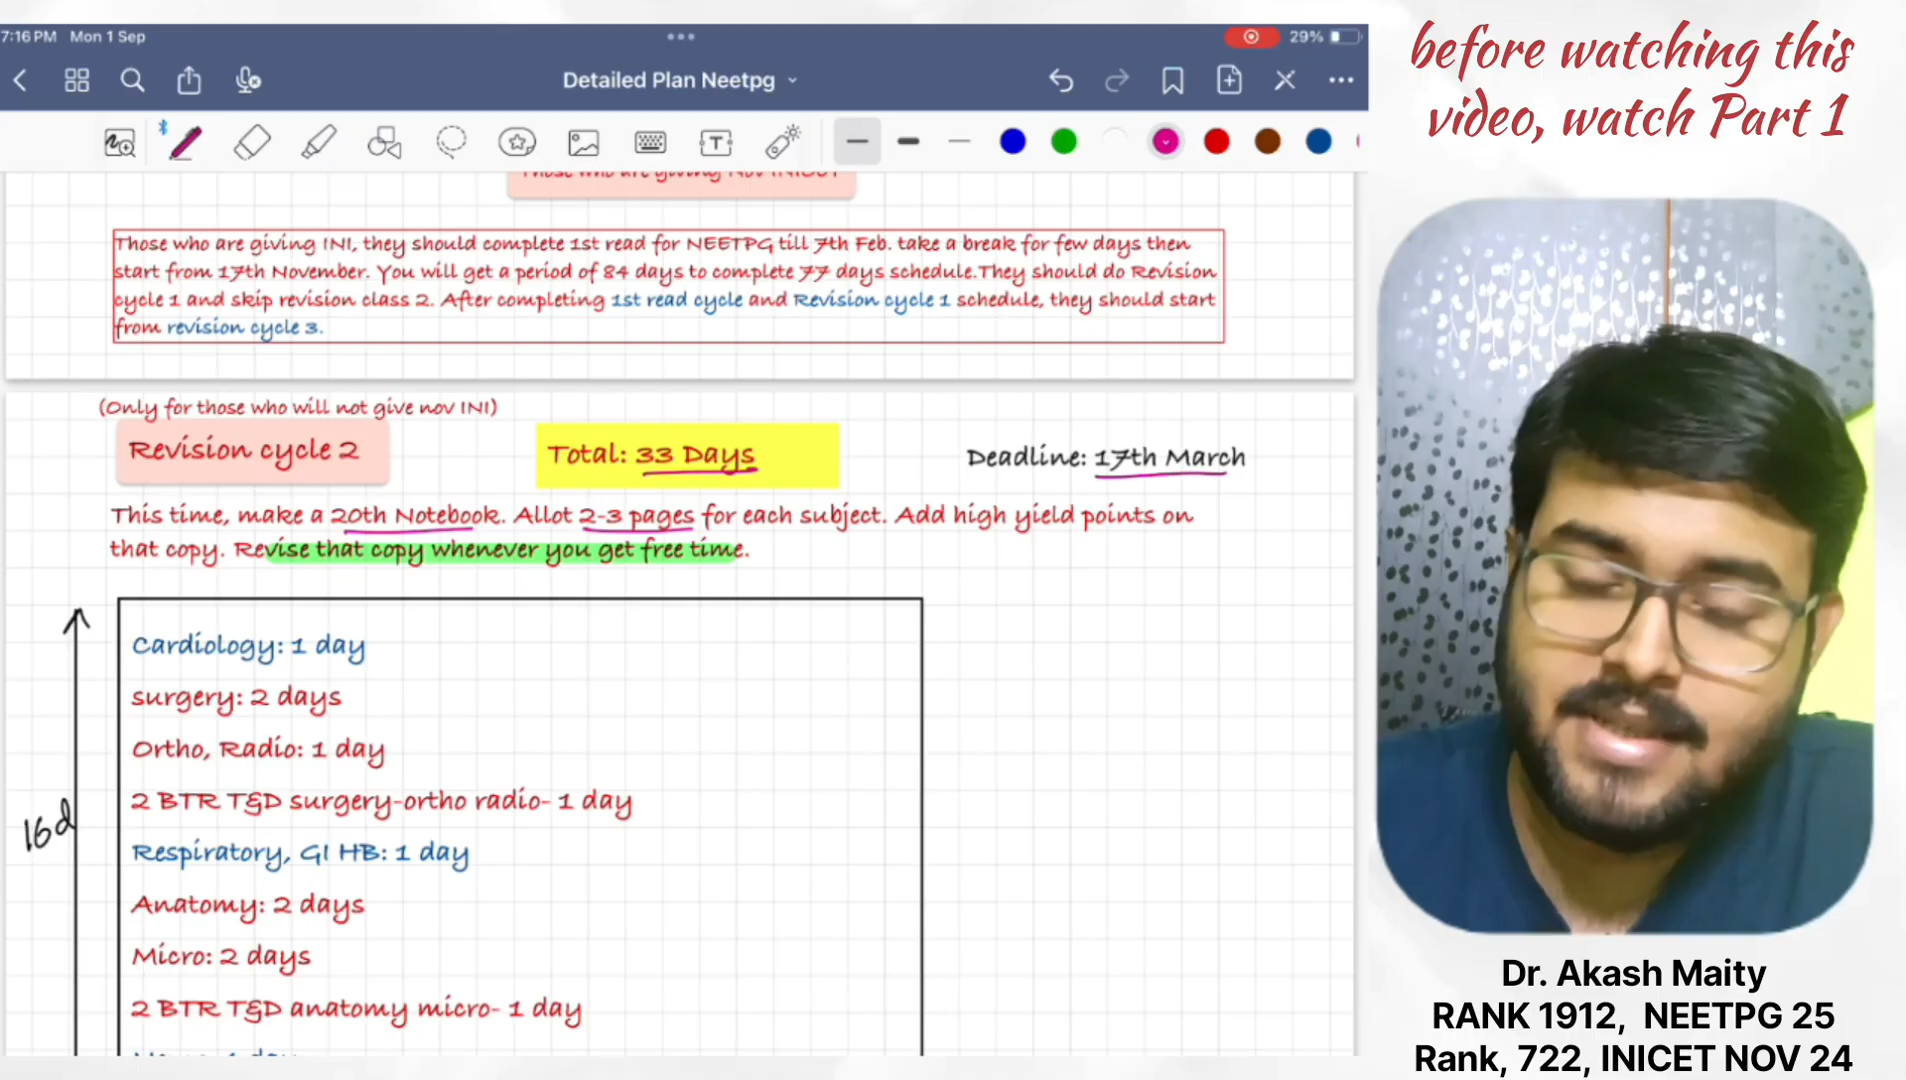 before watching this
video, watch Part 1
7:16 PM Mon 1 Sep
29%
Detailed Plan Neetpg
Those who are giving Nov INICET
Those who are giving INI, they should complete 1st read for NEETPG till 7th Feb. take a break for few days then
start from 17th November. You will get a period of 84 days to complete 77 days schedule.They should do Revision
cycle 1 and skip revision class 2. After completing 1st read cycle and Revision cycle 1 schedule, they should start
from revision cycle 3.
(Only for those who will not give nov INI)
Revision cycle 2
Total: 33 Days
Deadline: 17th March
This time, make a 20th Notebook. Allot 2-3 pages for each subject. Add high yield points on
that copy. Revise that copy whenever you get free time.
16d
Cardiology: 1 day
surgery: 2 days
Ortho, Radio: 1 day
2 BTR T&D surgery-ortho radio- 1 day
Respiratory, GI HB: 1 day
Anatomy: 2 days
Micro: 2 days
2 BTR T&D anatomy micro- 1 day
Dr. Akash Maity
RANK 1912, NEETPG 25
Rank, 722, INICET NOV 24